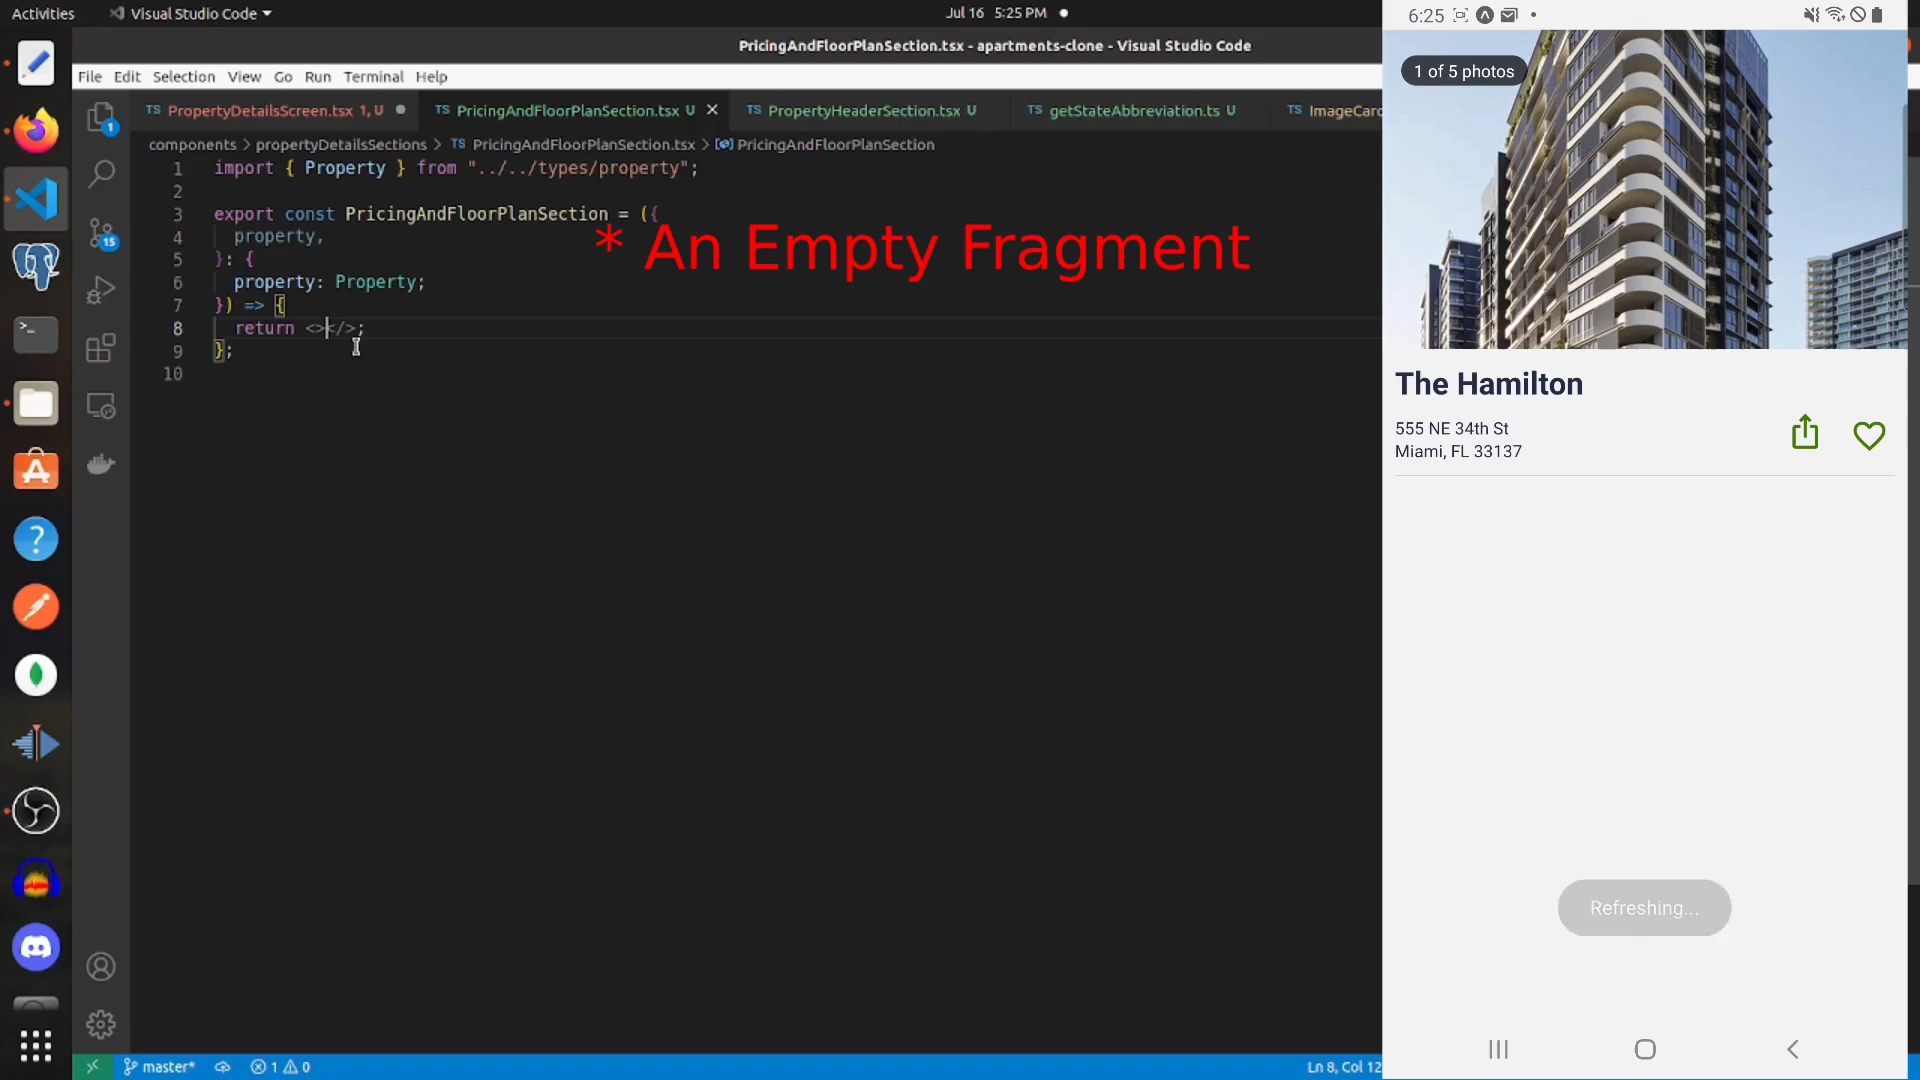 Activities
Visual Studio Code
Jul 16 5:25 PM
PricingAndFloorPlanSection.tsx - apartments-clone - Visual Studio Code
File Edit Selection View Go Run Terminal Help
TS PropertyDetailsScreen.tsx 1, U
TS PricingAndFloorPlanSection.tsx U
TS PropertyHeaderSection.tsx U
TS getStateAbbreviation.ts U
TS ImageCaro
components > propertyDetailsSections > TS PricingAndFloorPlanSection.tsx > PricingAndFloorPlanSection
1 import { Property } from "../../types/property";
2
3 export const PricingAndFloorPlanSection = ({
4 property,
5 }: {
6 property: Property;
7 }) => {
8 return <></>;
9 };
10
* An Empty Fragment
1
15
master*
1 0
Ln 8, Col 12
6:25
1 of 5 photos
The Hamilton
555 NE 34th St
Miami, FL 33137
Refreshing...